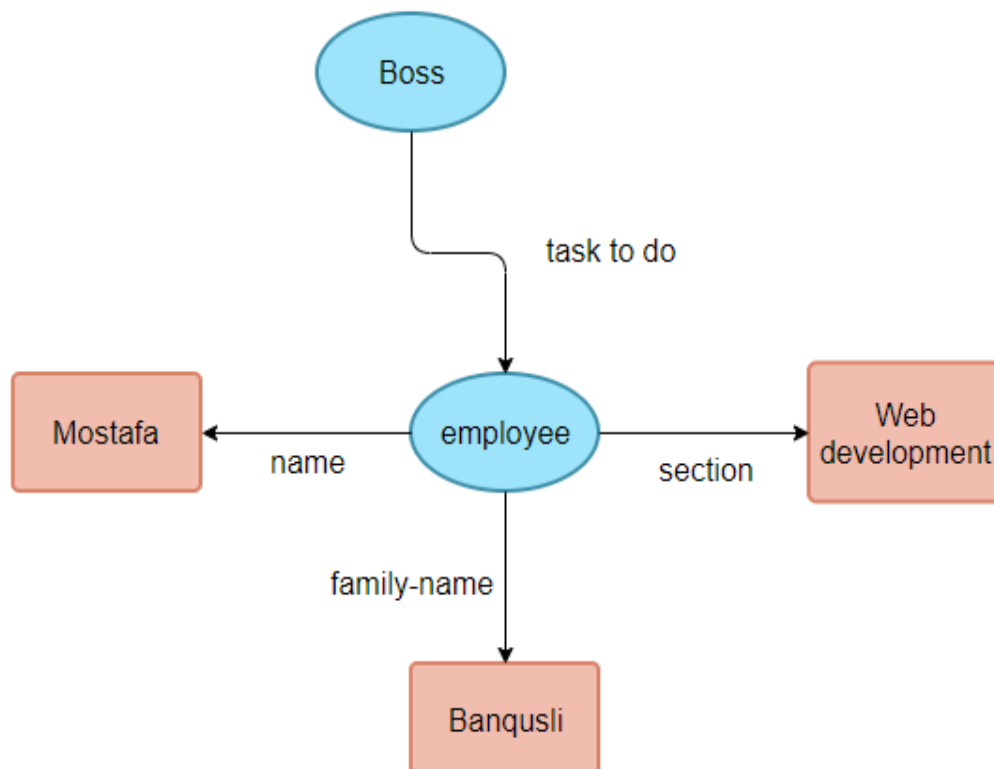 Boss
task to do
Mostafa
name
employee
section
Web
development
family-name
Banqusli